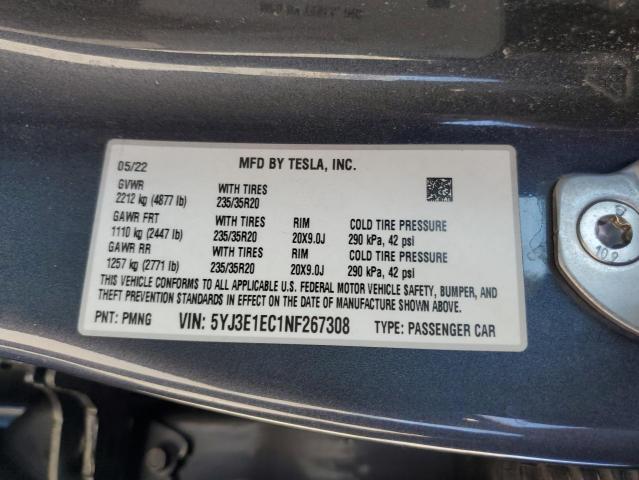 05/22 MFD BY TESLA, INC.
GVWR WITH TIRES
2212 kg (4877 lb) 235/35R20
GAWR FRT WITH TIRES RIM COLD TIRE PRESSURE
1110 kg (2447 lb) 235/35R20 20X9.0J 290 kPa, 42 psi
GAWR RR WITH TIRES RIM COLD TIRE PRESSURE
1257 kg (2771 lb) 235/35R20 20X9.0J 290 kPa, 42 psi
THIS VEHICLE CONFORMS TO ALL APPLICABLE U.S. FEDERAL MOTOR VEHICLE SAFETY, BUMPER, AND
THEFT PREVENTION STANDARDS IN EFFECT ON THE DATE OF MANUFACTURE SHOWN ABOVE.
PNT: PMNG VIN: 5YJ3E1EC1NF267308 TYPE: PASSENGER CAR
10.9